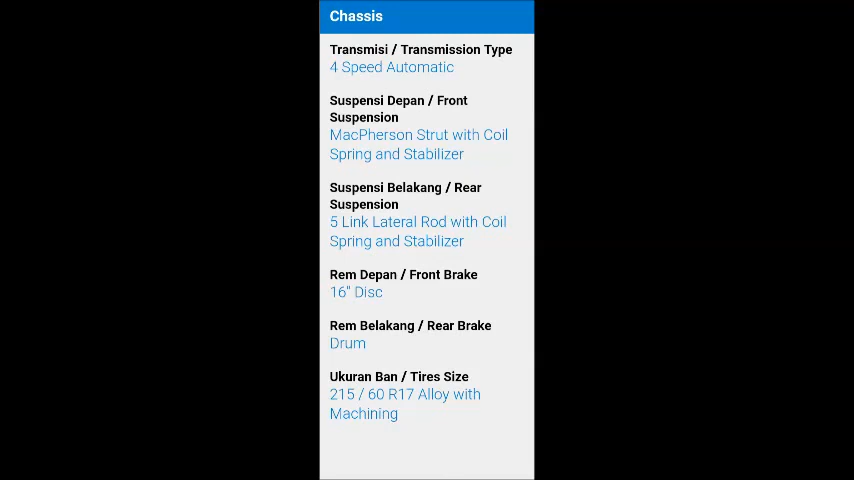 Chassis
Transmisi / Transmission Type
4 Speed Automatic
Suspensi Depan / Front
Suspension
MacPherson Strut with Coil
Spring and Stabilizer
Suspensi Belakang / Rear
Suspension
5 Link Lateral Rod with Coil
Spring and Stabilizer
Rem Depan / Front Brake
16" Disc
Rem Belakang / Rear Brake
Drum
Ukuran Ban / Tires Size
215 / 60 R17 Alloy with
Machining